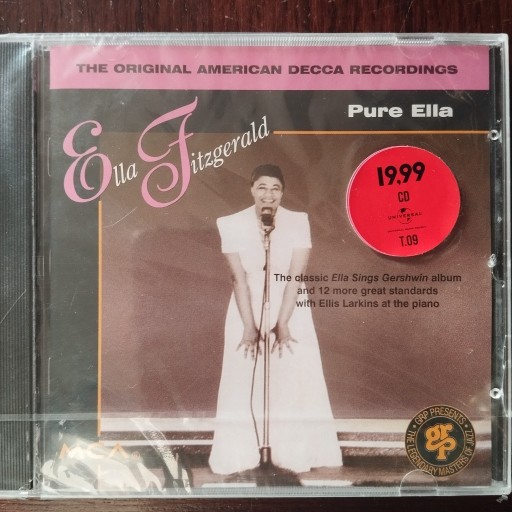 THE ORIGINAL AMERICAN DECCA RECORDINGS
Pure Ella
Ella Fitzgerald
19,99
CD
UNIVERSAL
T.09
The classic Ella Sings Gershwin album
and 12 more great standards
with Ellis Larkins at the piano
MCA
GRP PRESENTS
grp
THE LEGENDARY MASTERS OF JAZZ